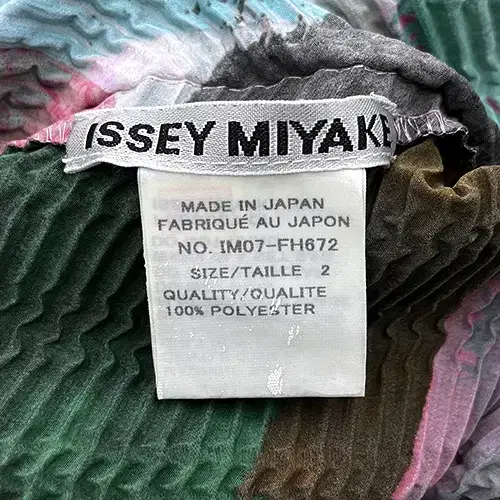 ISSEY MIYAKE
MADE IN JAPAN
FABRIQUÉ AU JAPON
NO. IM07-FH672
SIZE/TAILLE 2
QUALITY/QUALITE
100% POLYESTER